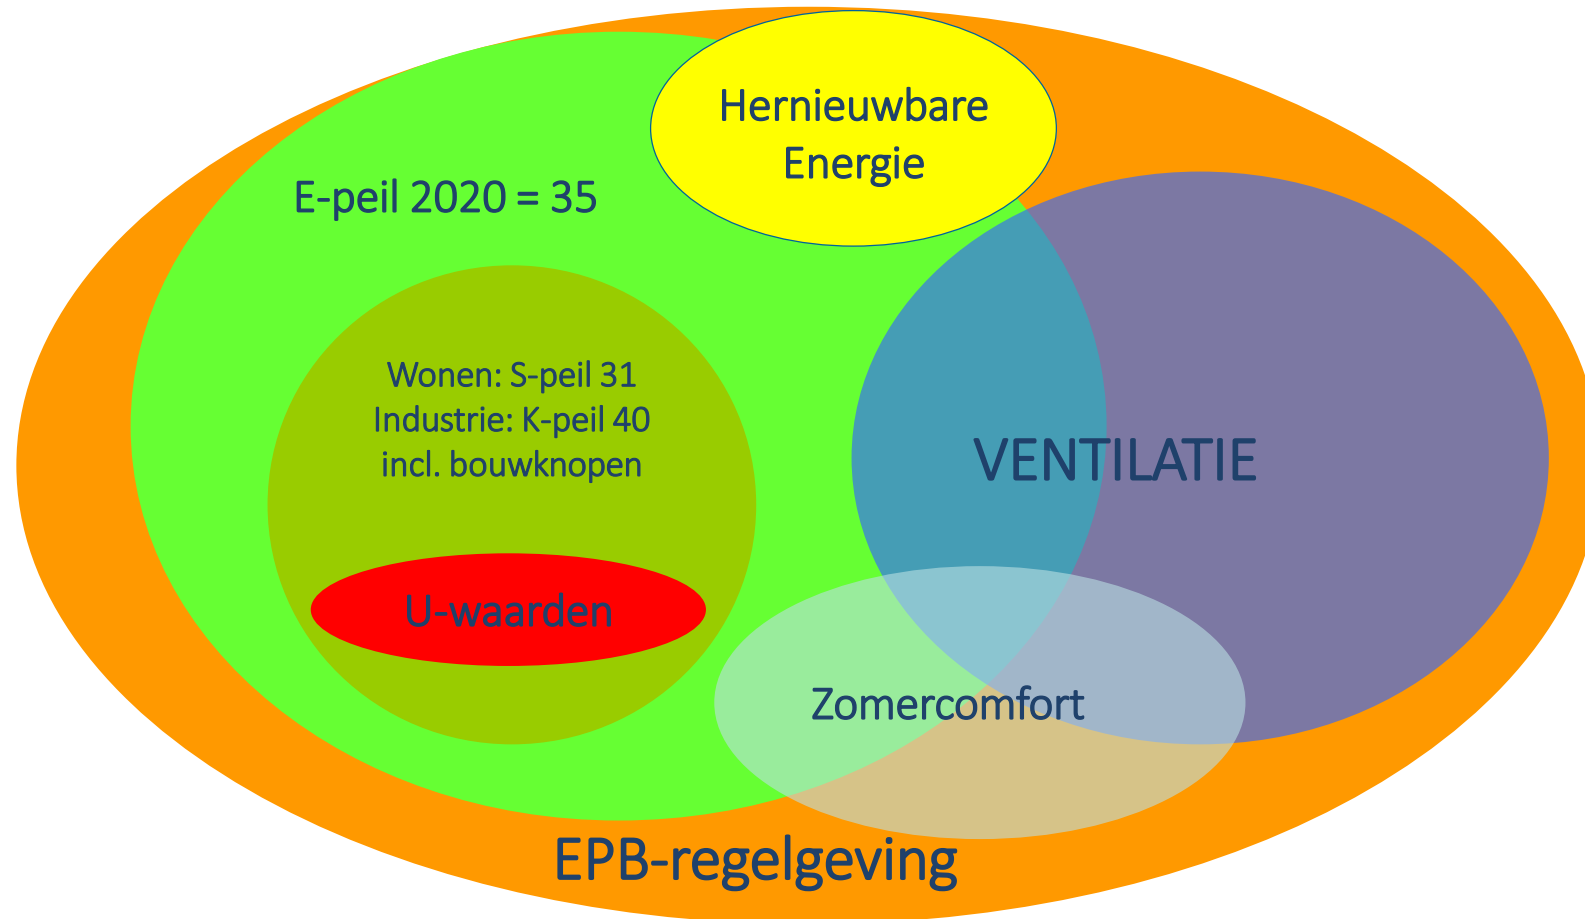 Hernieuwbare
Energie
E-peil 2020 = 35
Wonen: S-peil 31
Industrie: K-peil 40
incl. bouwknopen
VENTILATIE
U-waarden
Zomercomfort
EPB-regelgeving